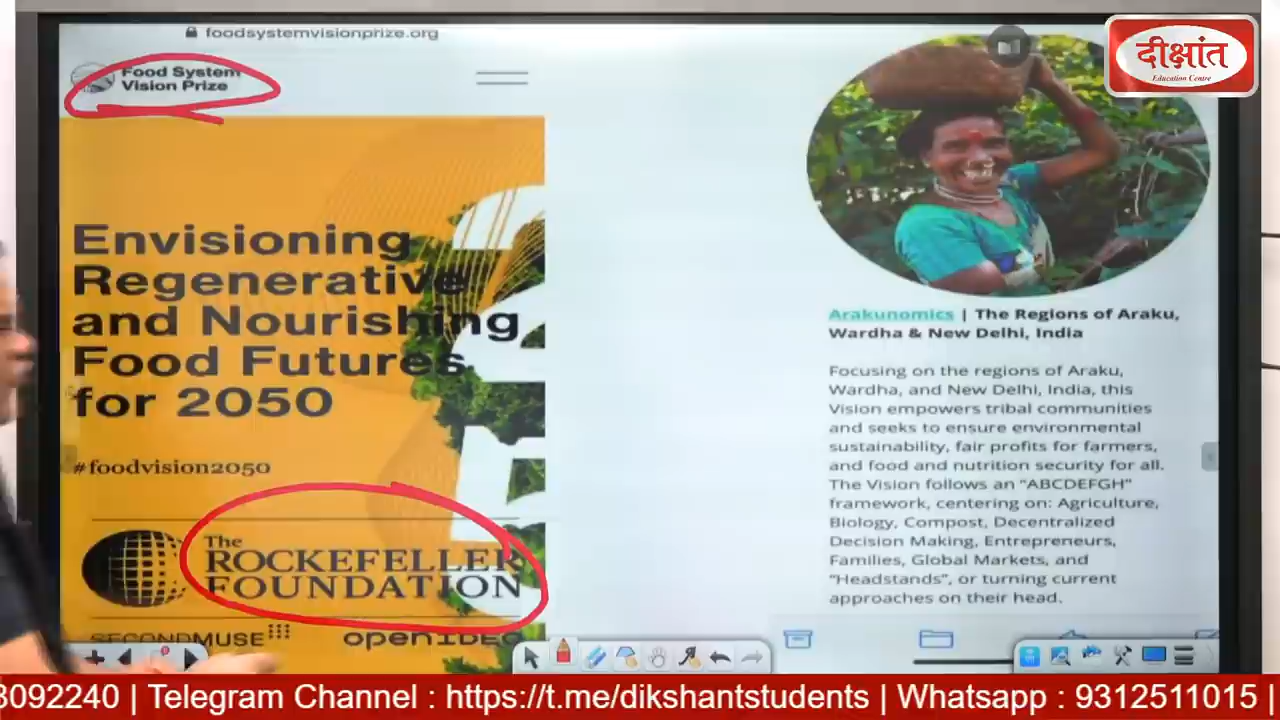 foodsystemvisionprize.org
Food System
Vision Prize
Envisioning
Regenerative
and Nourishing
Food Futures
for 2050
#foodvision2050
The
ROCKEFELLER
FOUNDATION
SECONDMUSE
OPENIDEO
दीक्षांत
Education Centre
Arakunomics | The Regions of Araku,
Wardha & New Delhi, India
Focusing on the regions of Araku,
Wardha, and New Delhi, India, this
Vision empowers tribal communities
and seeks to ensure environmental
sustainability, fair profits for farmers,
and food and nutrition security for all.
The Vision follows an “ABCDEFGH”
framework, centering on: Agriculture,
Biology, Compost, Decentralized
Decision Making, Entrepreneurs,
Families, Global Markets, and
“Headstands”, or turning current
approaches on their head.
3092240 | Telegram Channel : https://t.me/dikshantstudents | Whatsapp : 9312511015 |